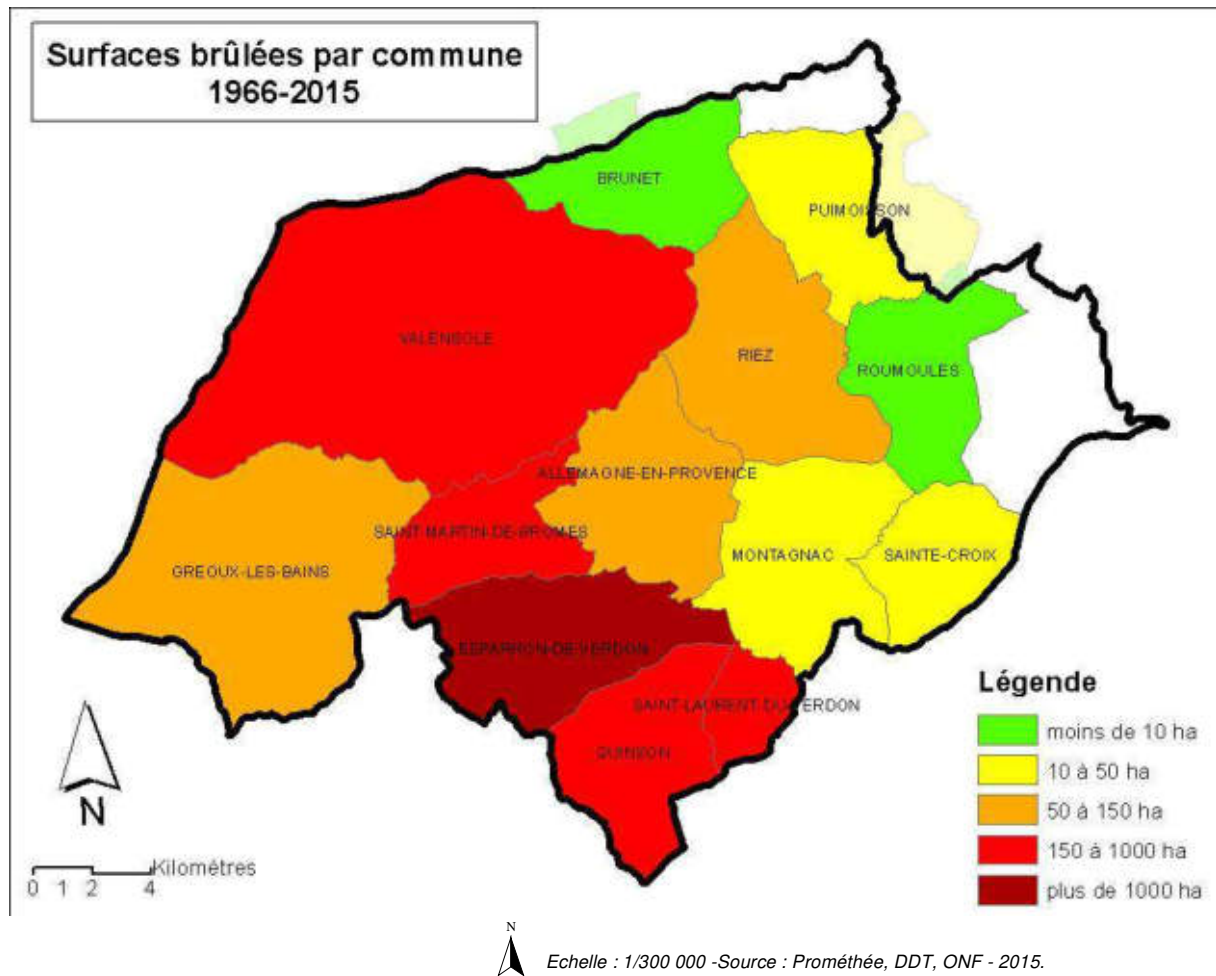 Surfaces brûlées par commune
1966-2015
BRUNET
PUIMOISSON
VALENSOLE
RIEZ
ROUMOULES
ALLEMAGNE-EN-PROVENCE
SAINT-MARTIN-DE-BROMES
MONTAGNAC
SAINTE-CROIX
GREOUX-LES-BAINS
ESPARRON-DE-VERDON
SAINT-LAURENT-DU-VERDON
QUINSON
Légende
moins de 10 ha
10 à 50 ha
50 à 150 ha
150 à 1000 ha
plus de 1000 ha
N
Kilomètres
0 1 2 4
N
Echelle : 1/300 000 -Source : Prométhée, DDT, ONF - 2015.